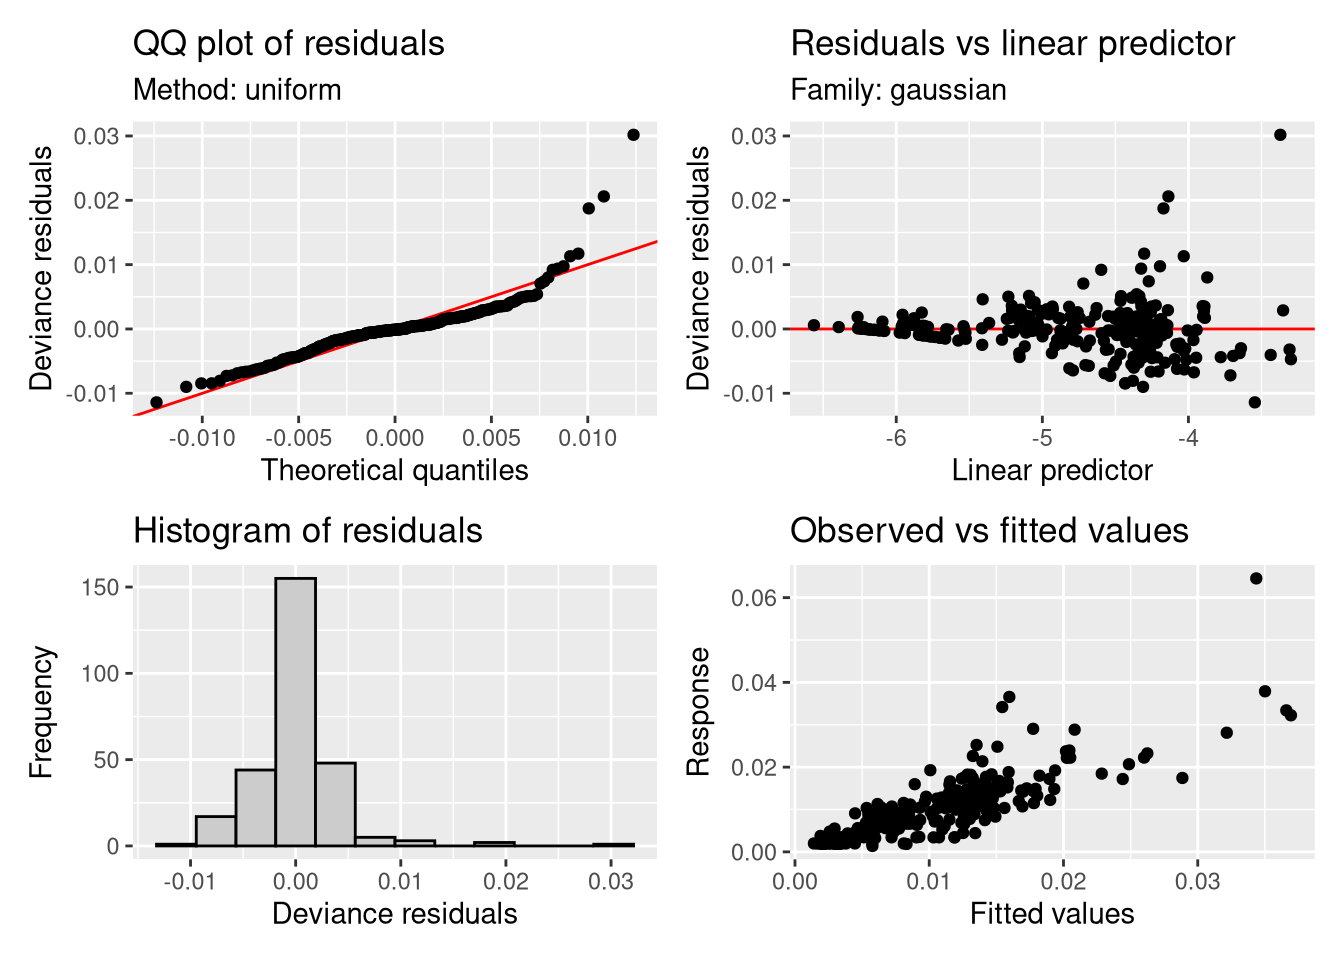 QQ plot of residuals
Method: uniform
Deviance residuals
0.03
0.02
0.01
0.00
-0.01
-0.010 -0.005 0.000 0.005 0.010
Theoretical quantiles
Residuals vs linear predictor
Family: gaussian
Deviance residuals
0.03
0.02
0.01
0.00
-0.01
-6 -5 -4
Linear predictor
Histogram of residuals
Frequency
150
100
50
0
-0.01 0.00 0.01 0.02 0.03
Deviance residuals
Observed vs fitted values
Response
0.06
0.04
0.02
0.00
0.00 0.01 0.02 0.03
Fitted values